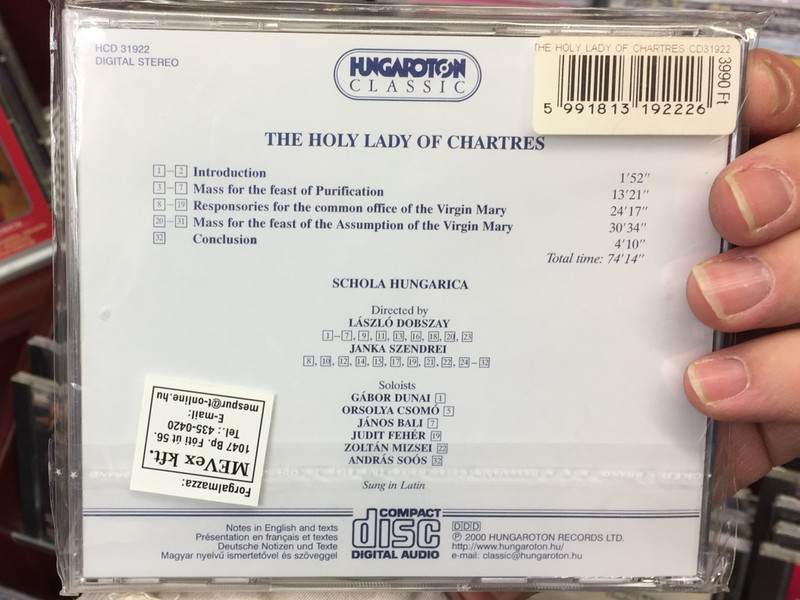 HCD 31922
DIGITAL STEREO
HUNGAROTON
CLASSIC
THE HOLY LADY OF CHARTRES CD31922
5 991813 192226
3990 Ft
THE HOLY LADY OF CHARTRES
1 – 2 Introduction 1'52"
3 – 7 Mass for the feast of Purification 13'21"
8 – 19 Responsories for the common office of the Virgin Mary 24'17"
20 – 31 Mass for the feast of the Assumption of the Virgin Mary 30'34"
32 Conclusion 4'10"
Total time: 74'14"
SCHOLA HUNGARICA
Directed by
LÁSZLÓ DOBSZAY
1 – 7, 9, 11, 13, 16, 18, 20, 23
JANKA SZENDREI
8, 10, 12, 14, 15, 17, 19, 21, 22, 24 – 32
Soloists
GÁBOR DUNAI 1
ORSOLYA CSOMÓ 5
JÁNOS BALI 7
JUDIT FEHÉR 19
ZOLTÁN MIZSEI 22
ANDRÁS SOÓS 32
Sung in Latin
Forgalmazza:
MEVex kft.
1047 Bp. Fóti út 56.
Tel.: 435-0420
E-mail:
mespur@t-online.hu
Notes in English and texts
Présentation en français et textes
Deutsche Notizen und Texte
Magyar nyelvű ismertetővel és szöveggel
COMPACT
disc
DIGITAL AUDIO
DDD
℗ 2000 HUNGAROTON RECORDS LTD.
http://www.hungaroton.hu/
e-mail: classic@hungaroton.hu